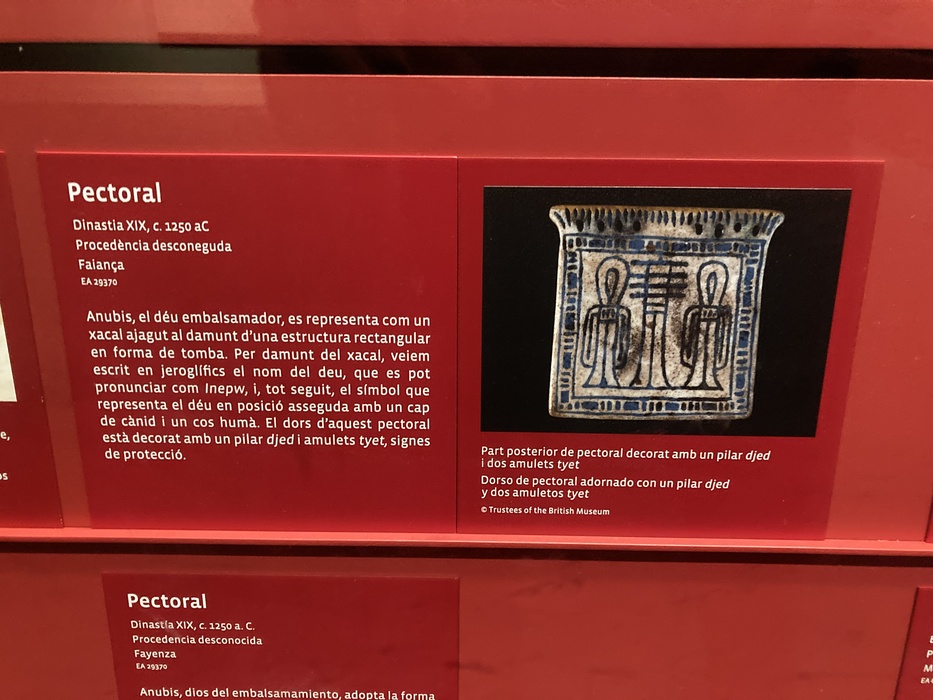 Pectoral
Dinastia XIX, c. 1250 aC
Procedència desconeguda
Faiança
EA 29370
Anubis, el déu embalsamador, es representa com un
xacal ajagut al damunt d'una estructura rectangular
en forma de tomba. Per damunt del xacal, veiem
escrit en jeroglífics el nom del deu, que es pot
pronunciar com Inepw, i, tot seguit, el símbol que
representa el déu en posició asseguda amb un cap
de cànid i un cos humà. El dors d'aquest pectoral
està decorat amb un pilar djed i amulets tyet, signes
de protecció.
Part posterior de pectoral decorat amb un pilar djed
i dos amulets tyet
Dorso de pectoral adornado con un pilar djed
y dos amuletos tyet
© Trustees of the British Museum
Pectoral
Dinastía XIX, c. 1250 a. C.
Procedencia desconocida
Fayenza
EA 29370
Anubis, dios del embalsamamiento, adopta la forma